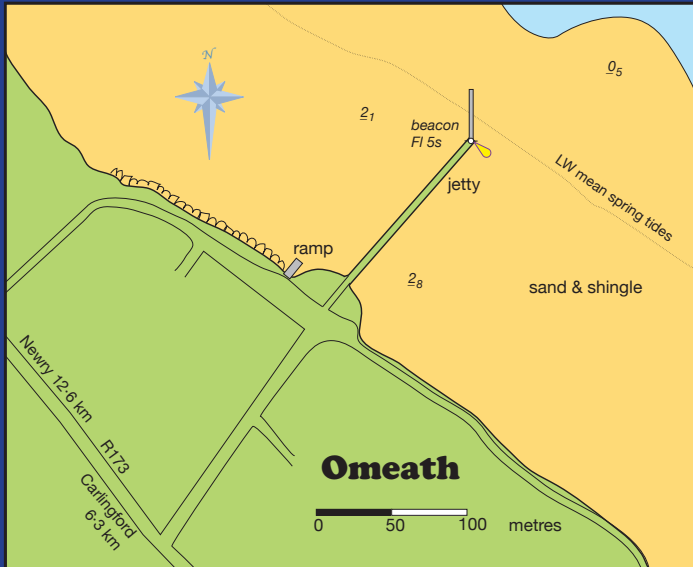 N
0₅
2₁
beacon
Fl 5s
LW mean spring tides
jetty
ramp
2₈
sand & shingle
Newry 12·6 km
R173
Carlingford
6·3 km
Omeath
0 50 100 metres